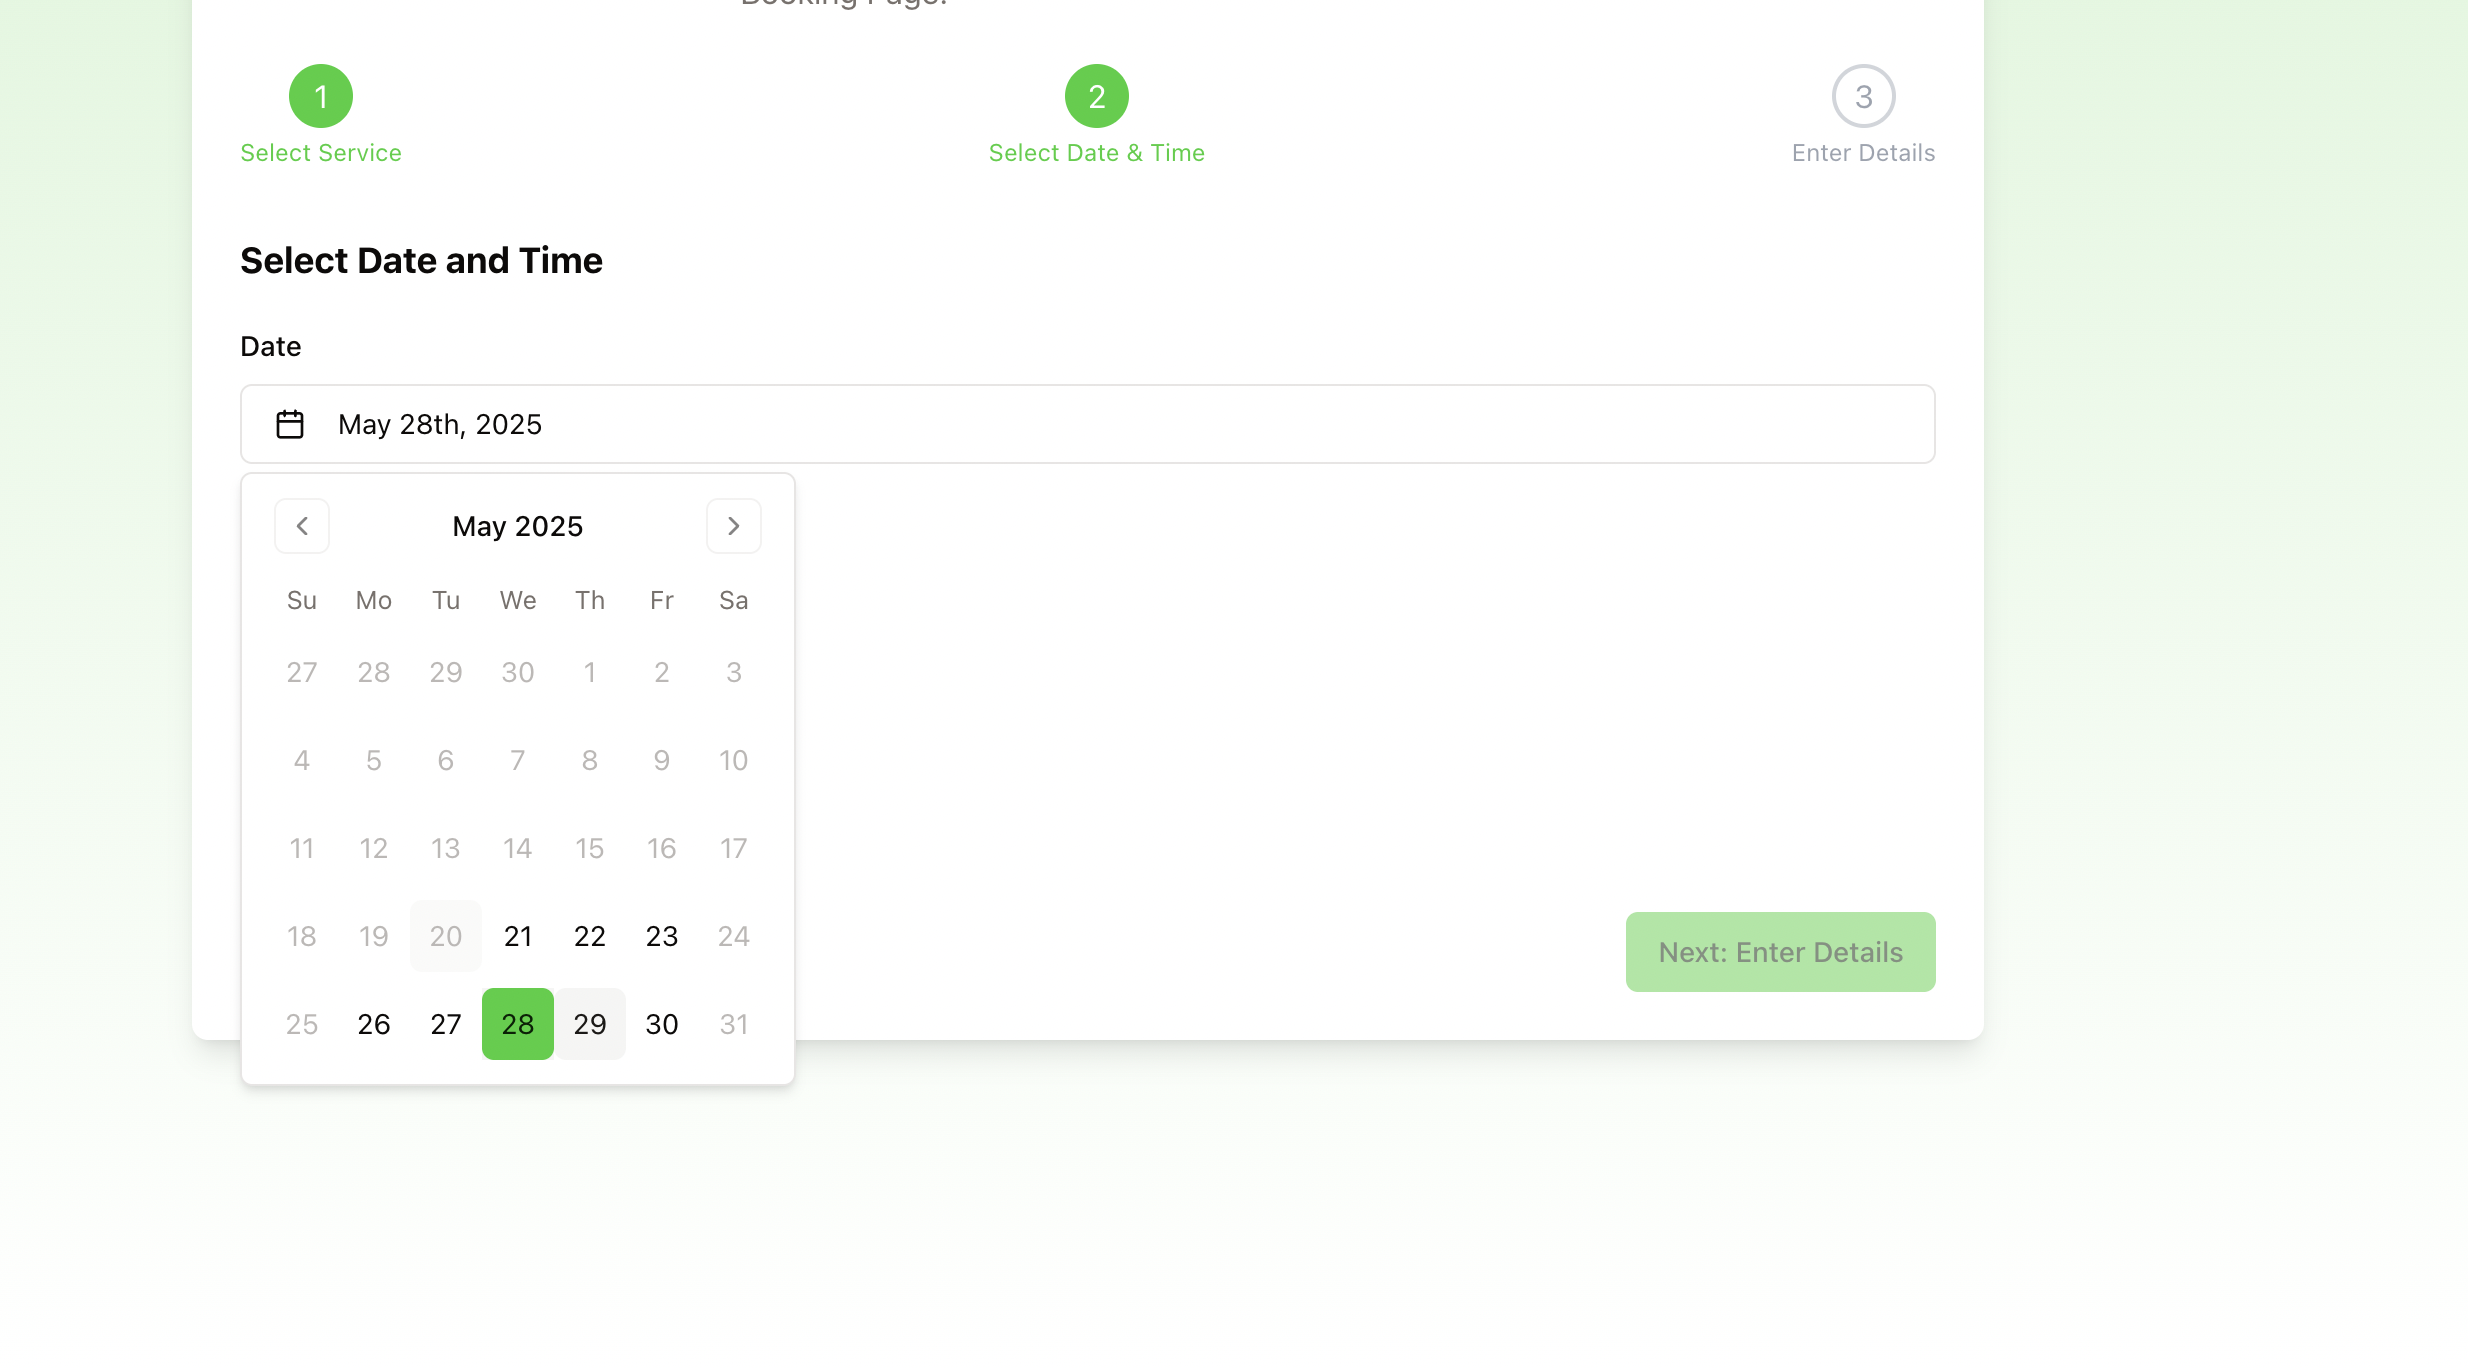 Booking Page.
1
Select Service
2
Select Date & Time
3
Enter Details
Select Date and Time
Date
May 28th, 2025
May 2025
Su Mo Tu We Th Fr Sa
27 28 29 30 1 2 3
4 5 6 7 8 9 10
11 12 13 14 15 16 17
18 19 20 21 22 23 24
25 26 27 28 29 30 31
Next: Enter Details